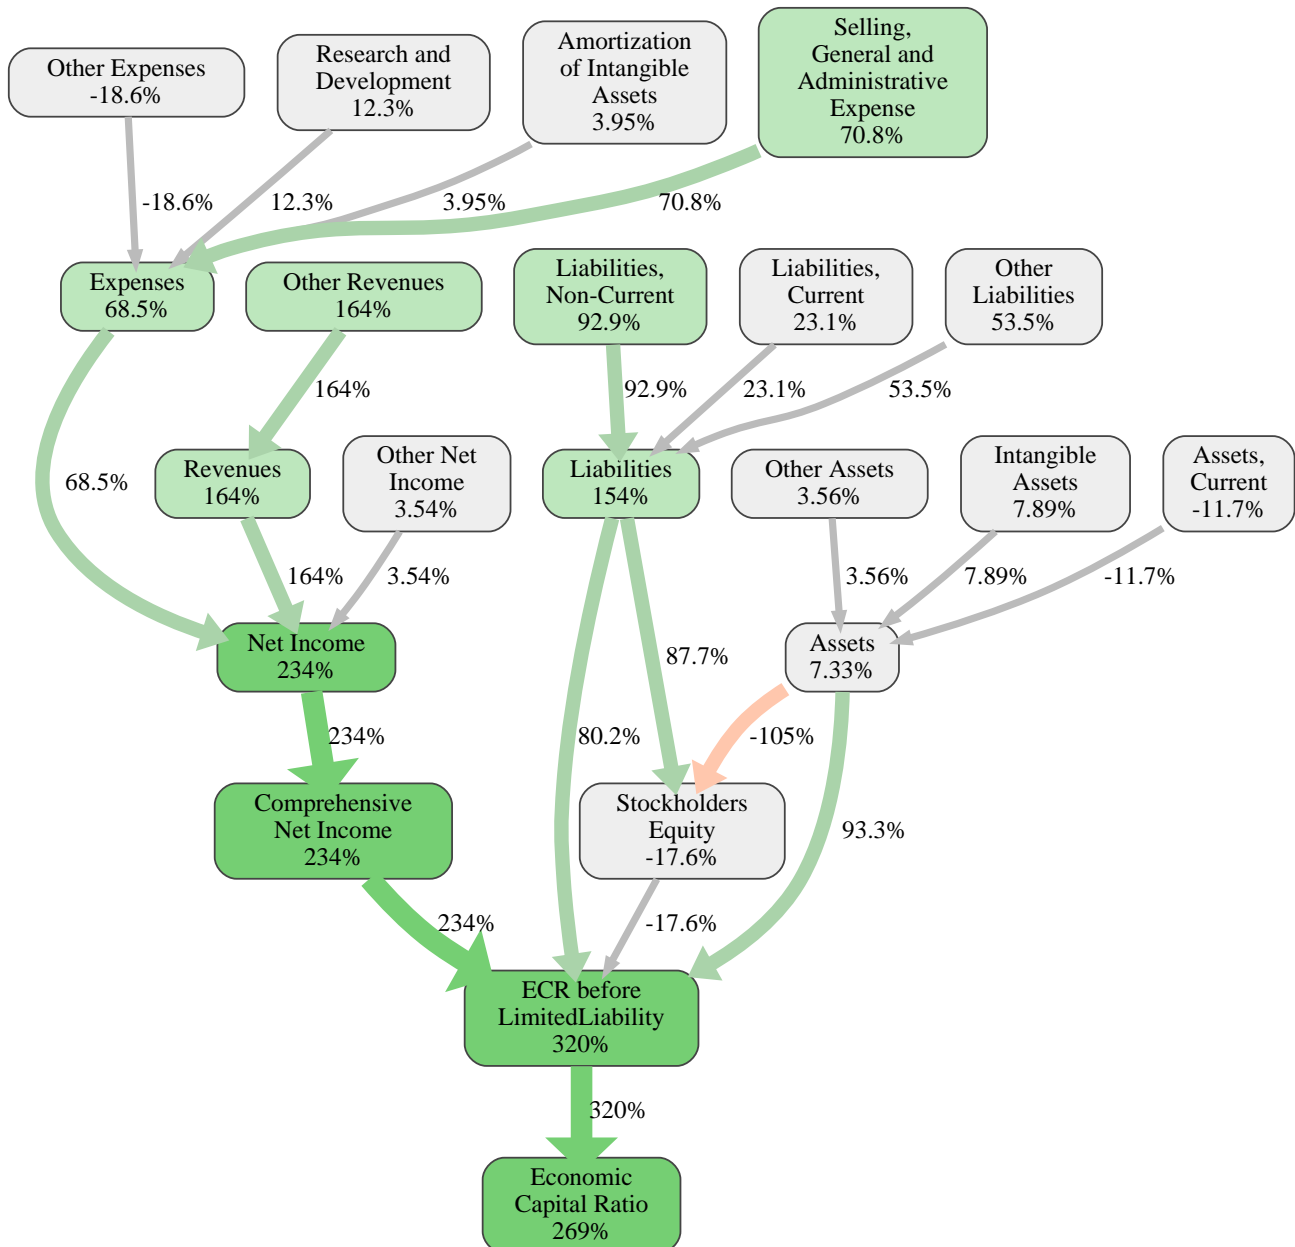 Other Expenses
-18.6%
Research and
Development
12.3%
Amortization
of Intangible
Assets
3.95%
Selling,
General and
Administrative
Expense
70.8%
-18.6%
12.3%
3.95%
70.8%
Expenses
68.5%
Other Revenues
164%
Liabilities,
Non-Current
92.9%
Liabilities,
Current
23.1%
Other
Liabilities
53.5%
164%
92.9%
23.1%
53.5%
68.5%
Revenues
164%
Other Net
Income
3.54%
Liabilities
154%
Other Assets
3.56%
Intangible
Assets
7.89%
Assets,
Current
-11.7%
164%
3.54%
3.56%
7.89%
-11.7%
Net Income
234%
87.7%
Assets
7.33%
234%
80.2%
-105%
Comprehensive
Net Income
234%
Stockholders
Equity
-17.6%
93.3%
234%
-17.6%
ECR before
LimitedLiability
320%
320%
Economic
Capital Ratio
269%